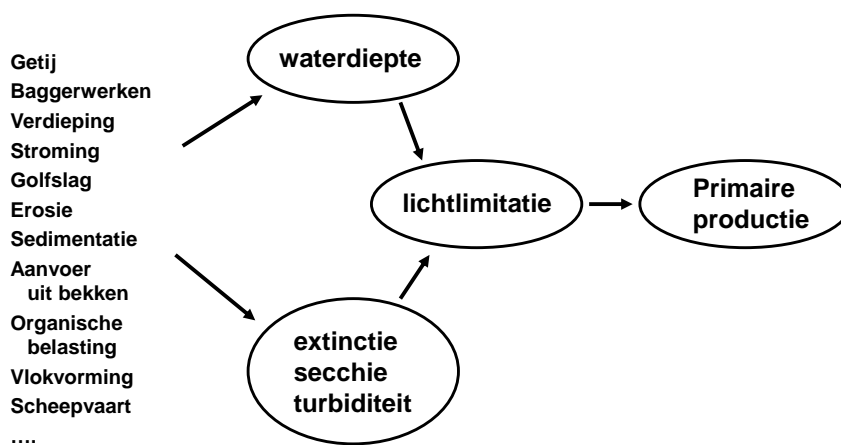 Getij
Baggerwerken
Verdieping
Stroming
Golfslag
Erosie
Sedimentatie
Aanvoer
uit bekken
Organische
belasting
Vlokvorming
Scheepvaart
....
waterdiepte
extinctie
secchie
turbiditeit
lichtlimitatie
Primaire
productie